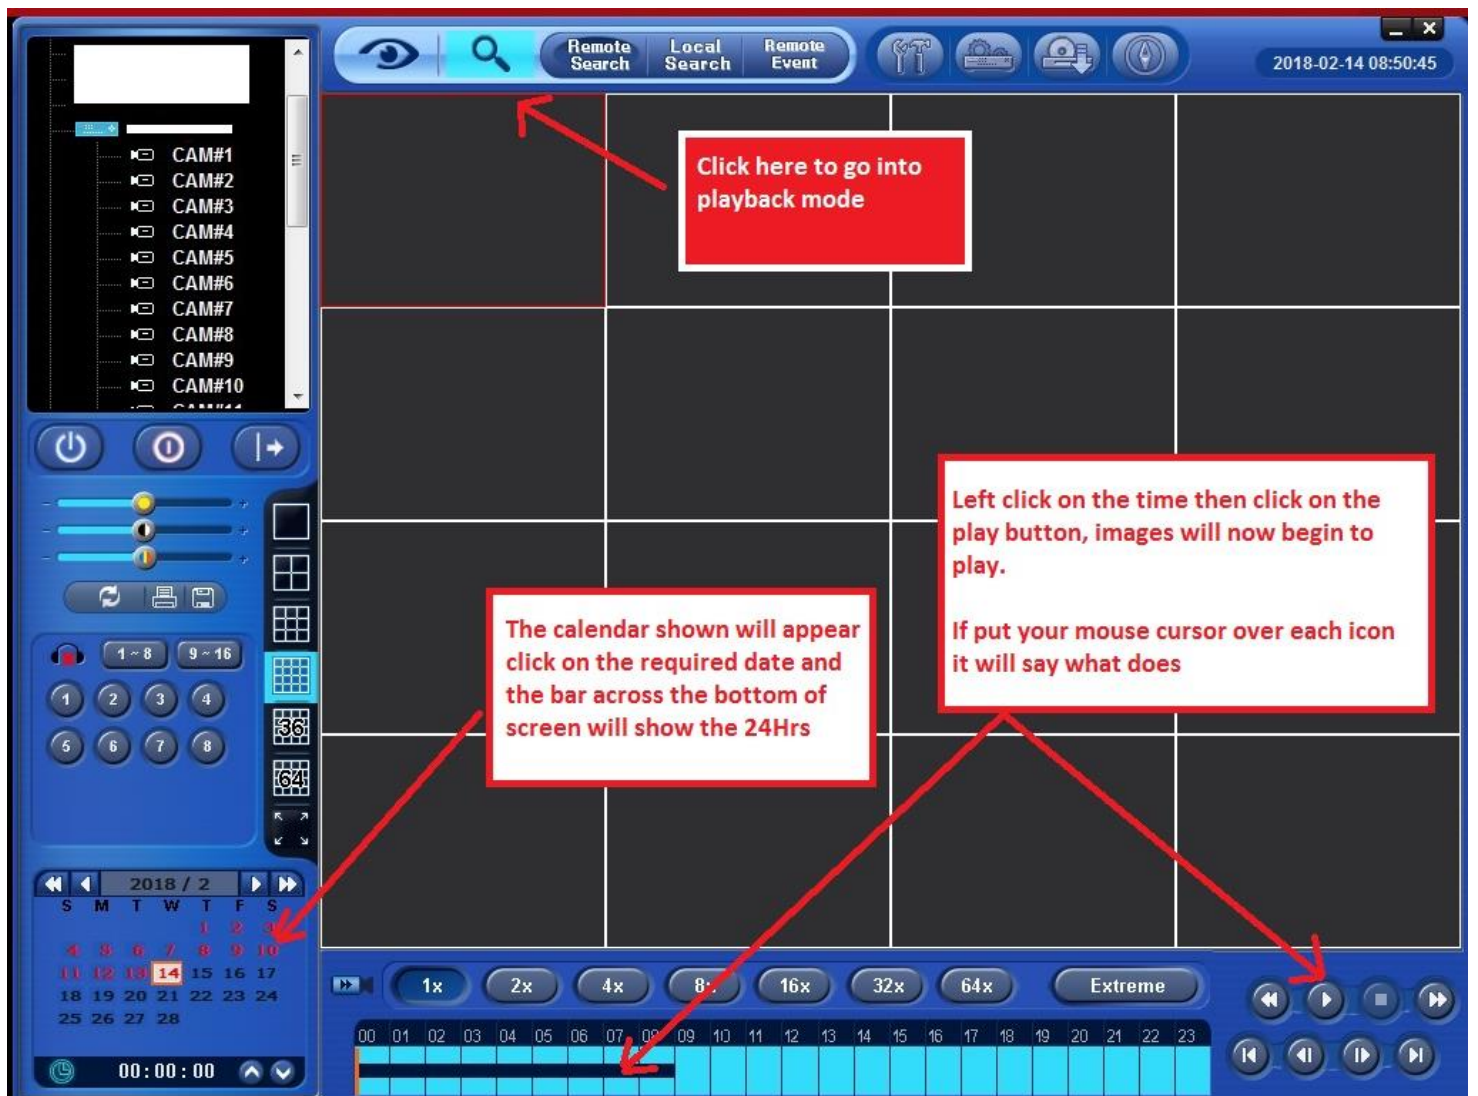 Remote Search
Local Search
Remote Event
2018-02-14 08:50:45
CAM#1
CAM#2
CAM#3
CAM#4
CAM#5
CAM#6
CAM#7
CAM#8
CAM#9
CAM#10
Click here to go into
playback mode
Left click on the time then click on the
play button, images will now begin to
play.
If put your mouse cursor over each icon
it will say what does
The calendar shown will appear
click on the required date and
the bar across the bottom of
screen will show the 24Hrs
1~8 9~16
1 2 3 4
5 6 7 8
36
64
2018 / 2
S M T W T F S
1 2 3
4 5 6 7 8 9 10
11 12 13 14 15 16 17
18 19 20 21 22 23 24
25 26 27 28
00:00:00
1x 2x 4x 8x 16x 32x 64x Extreme
00 01 02 03 04 05 06 07 08 09 10 11 12 13 14 15 16 17 18 19 20 21 22 23